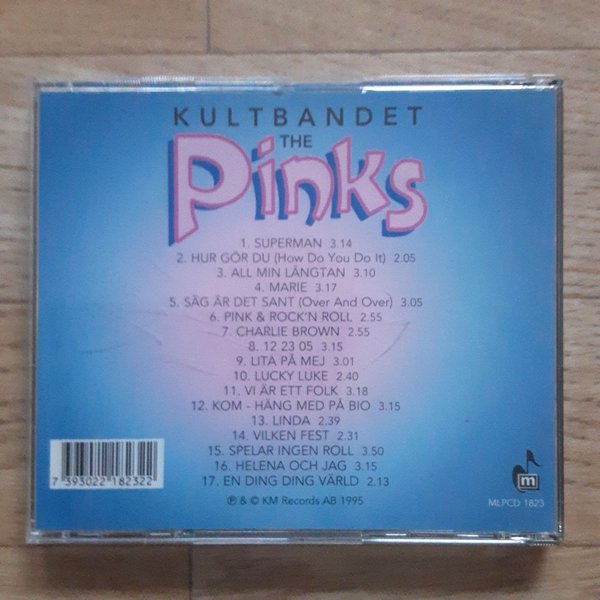 KULTBANDET
THE
Pinks
1. SUPERMAN 3.14
2. HUR GÖR DU (How Do You Do It) 2.05
3. ALL MIN LÄNGTAN 3.10
4. MARIE 3.17
5. SÄG ÄR DET SANT (Over And Over) 3.05
6. PINK & ROCK'N ROLL 2.55
7. CHARLIE BROWN 2.55
8. 12 23 05 3.15
9. LITA PÅ MEJ 3.01
10. LUCKY LUKE 2.40
11. VI ÄR ETT FOLK 3.18
12. KOM - HÄNG MED PÅ BIO 3.15
13. LINDA 2.39
14. VILKEN FEST 2.31
15. SPELAR INGEN ROLL 3.50
16. HELENA OCH JAG 3.15
17. EN DING DING VÄRLD 2.13
℗ & © KM Records AB 1995
7 393022 182322
m
MLPCD 1823